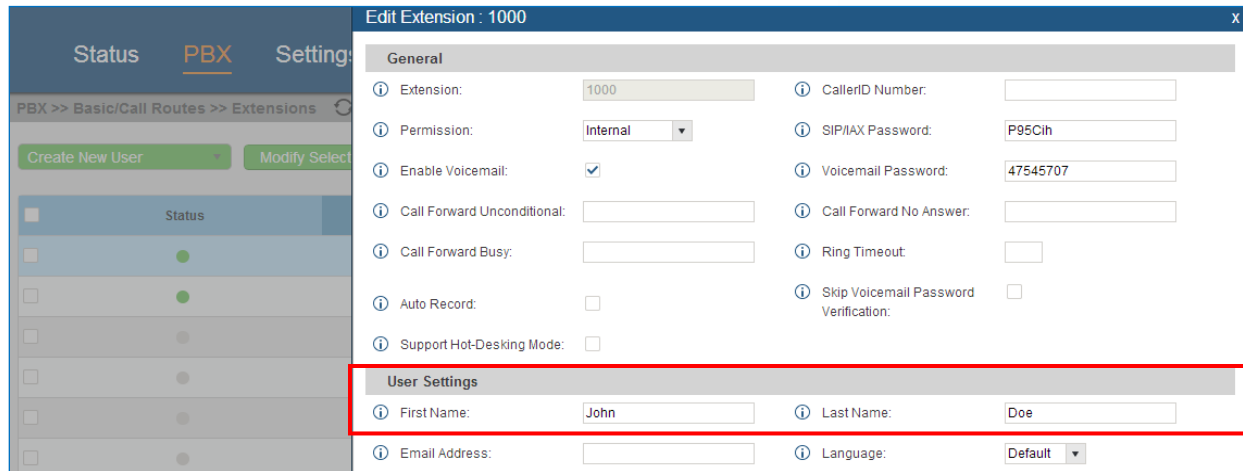 Edit Extension : 1000 x
Status PBX Setting
General
Extension: 1000 CallerID Number:
PBX >> Basic/Call Routes >> Extensions
Permission: Internal SIP/IAX Password: P95Cih
Create New User Modify Select
Enable Voicemail: Voicemail Password: 47545707
Status
Call Forward Unconditional: Call Forward No Answer:
Call Forward Busy: Ring Timeout:
Auto Record: Skip Voicemail Password
Verification:
Support Hot-Desking Mode:
User Settings
First Name: John Last Name: Doe
Email Address: Language: Default